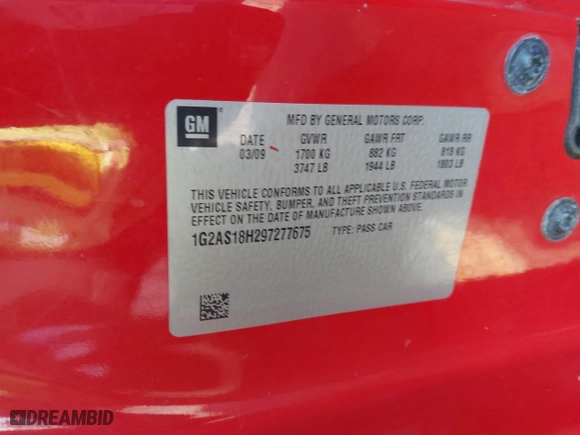 GM
MFD BY GENERAL MOTORS CORP.
DATE GVWR GAWR FRT GAWR RR
03/09 1700 KG 882 KG 818 KG
3747 LB 1944 LB 1803 LB
THIS VEHICLE CONFORMS TO ALL APPLICABLE U.S. FEDERAL MOTOR
VEHICLE SAFETY, BUMPER, AND THEFT PREVENTION STANDARDS IN
EFFECT ON THE DATE OF MANUFACTURE SHOWN ABOVE.
1G2AS18H297277675 TYPE: PASS CAR
DREAMBID